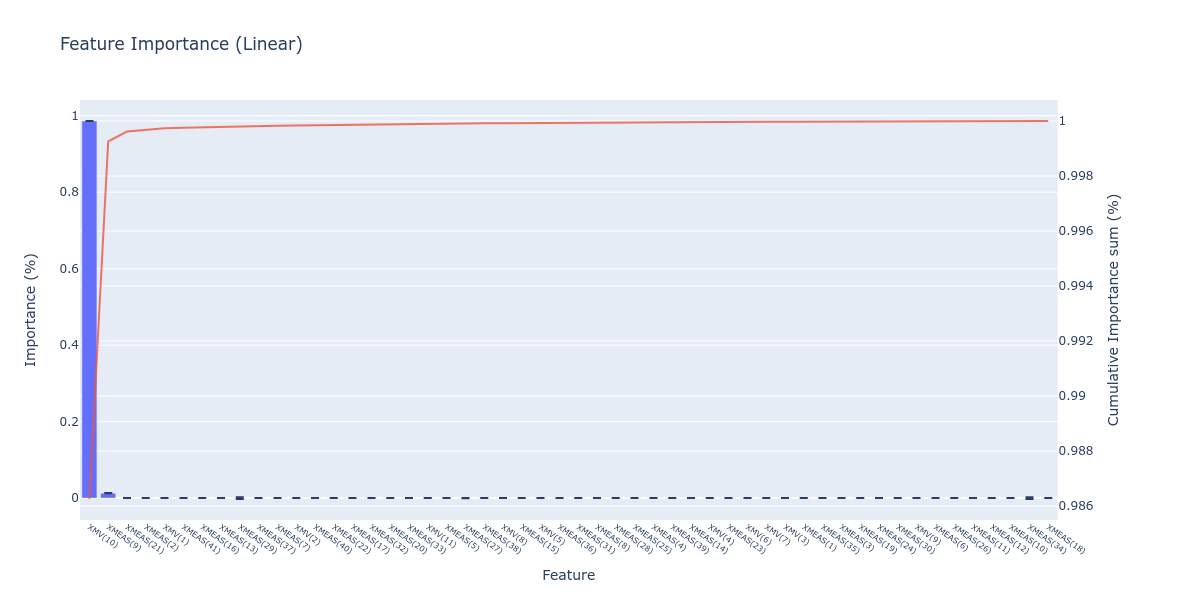 Feature Importance (Linear)
1
0.8
0.6
0.4
0.2
0
Importance (%)
1
0.998
0.996
0.994
0.992
0.99
0.988
0.986
Cumulative Importance sum (%)
XMV(10)
XMEAS(9)
XMEAS(21)
XMEAS(2)
XMV(1)
XMEAS(41)
XMEAS(16)
XMEAS(13)
XMEAS(29)
XMEAS(37)
XMEAS(7)
XMV(2)
XMEAS(40)
XMEAS(22)
XMEAS(17)
XMEAS(32)
XMEAS(20)
XMEAS(33)
XMV(11)
XMEAS(5)
XMEAS(27)
XMEAS(38)
XMV(8)
XMEAS(15)
XMV(5)
XMEAS(36)
XMEAS(31)
XMEAS(8)
XMEAS(28)
XMEAS(25)
XMEAS(4)
XMEAS(39)
XMEAS(14)
XMV(4)
XMEAS(23)
XMV(6)
XMV(7)
XMV(3)
XMEAS(1)
XMEAS(35)
XMEAS(3)
XMEAS(19)
XMEAS(24)
XMEAS(30)
XMV(9)
XMEAS(6)
XMEAS(26)
XMEAS(11)
XMEAS(12)
XMEAS(10)
XMEAS(34)
XMEAS(18)
Feature